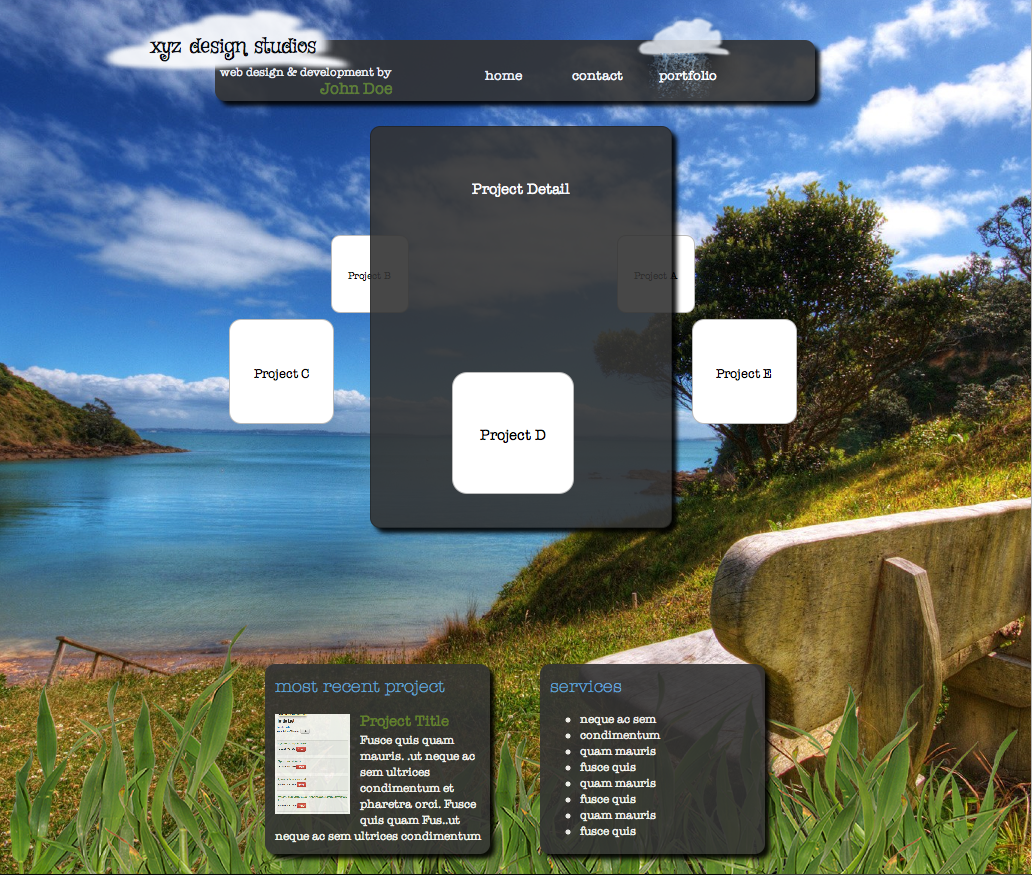 xyz design studios
web design & development by
John Doe
home contact portfolio
Project Detail
Project B
Project A
Project C
Project E
Project D
most recent project
Project Title
Fusce quis quam
mauris. .ut neque ac
sem ultrices
condimentum et
pharetra orci. Fusce
quis quam Fus..ut
neque ac sem ultrices condimentum
services
neque ac sem
condimentum
quam mauris
fusce quis
quam mauris
fusce quis
quam mauris
fusce quis